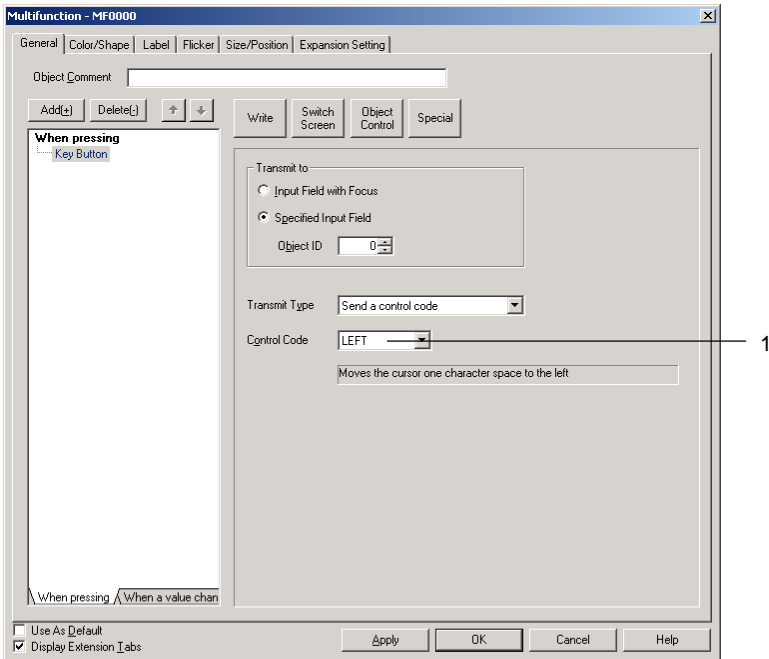 Multifunction - MF0000
General Color/Shape Label Flicker Size/Position Expansion Setting
Object Comment
Add(+) Delete(-)
Write Switch Screen Object Control Special
When pressing
Key Button
Transmit to
Input Field with Focus
Specified Input Field
Object ID 0
Transmit Type Send a control code
Control Code LEFT 1
Moves the cursor one character space to the left
When pressing When a value chan
Use As Default
Display Extension Tabs
Apply OK Cancel Help